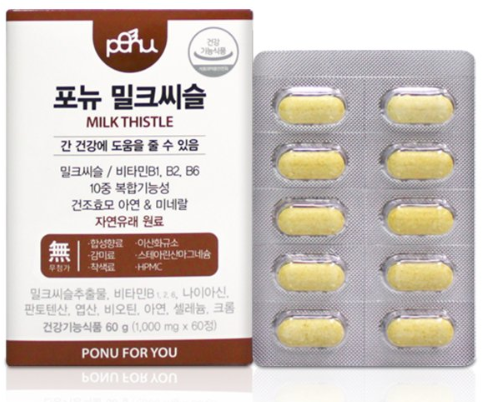 ponu
건강
기능식품
포뉴 밀크씨슬
MILK THISTLE
간 건강에 도움을 줄 수 있음
밀크씨슬 / 비타민B1, B2, B6
10중 복합기능성
건조효모 아연 & 미네랄
자연유래 원료
無
무첨가
·합성향료 ·이산화규소
·감미료 ·스테아린산마그네슘
·착색료 ·HPMC
밀크씨슬추출물, 비타민B 1, 2, 6, 나이아신,
판토텐산, 엽산, 비오틴, 아연, 셀레늄, 크롬
건강기능식품 60 g (1,000 mg × 60정)
PONU FOR YOU